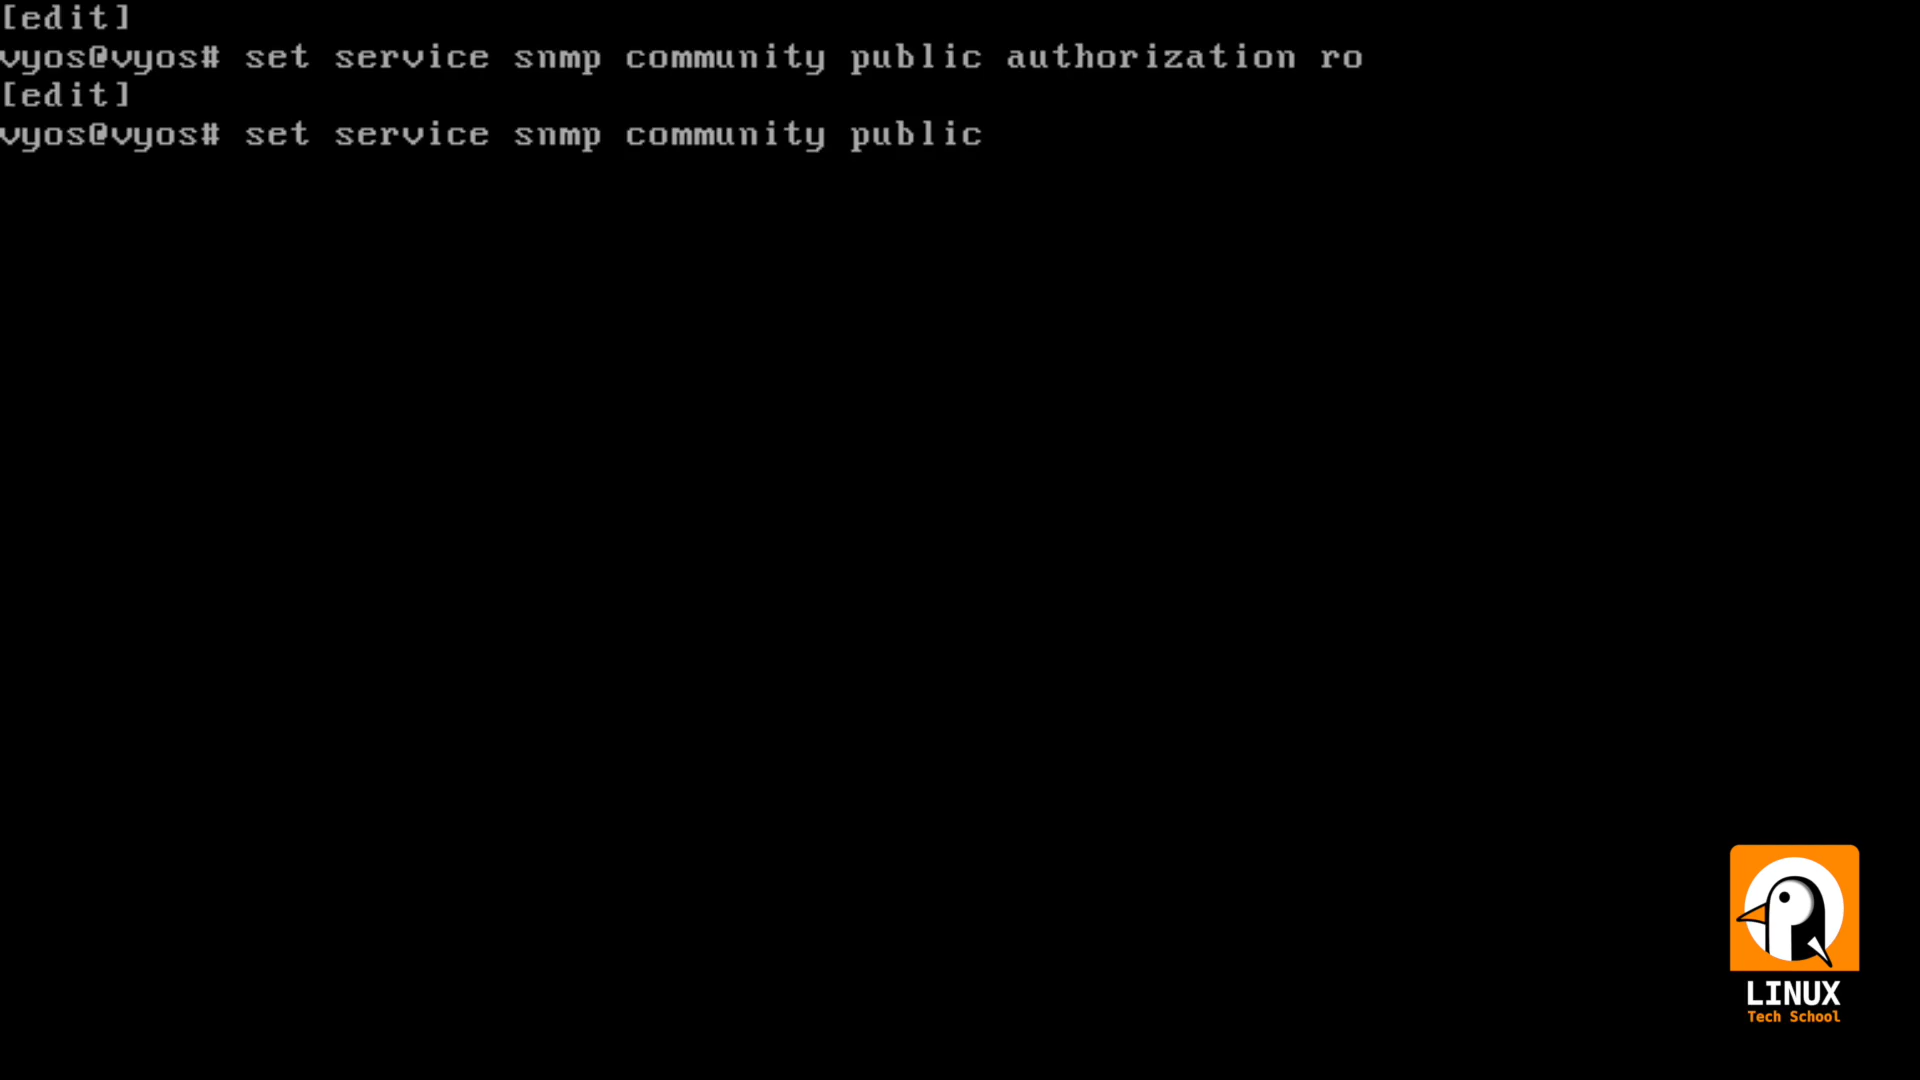 [edit]
vyos@vyos# set service snmp community public authorization ro
[edit]
vyos@vyos# set service snmp community public
LINUX
Tech School